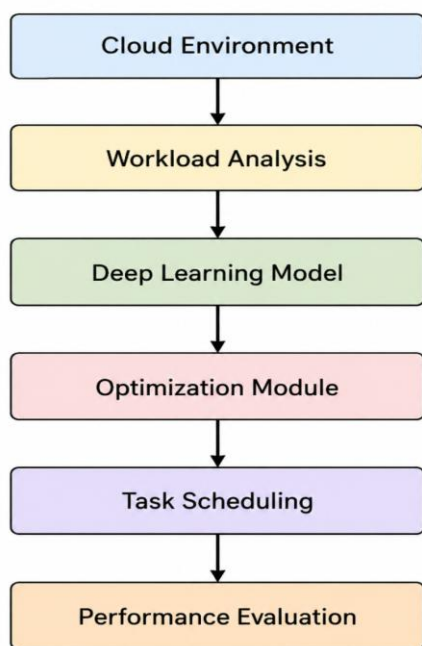 Cloud Environment
Workload Analysis
Deep Learning Model
Optimization Module
Task Scheduling
Performance Evaluation